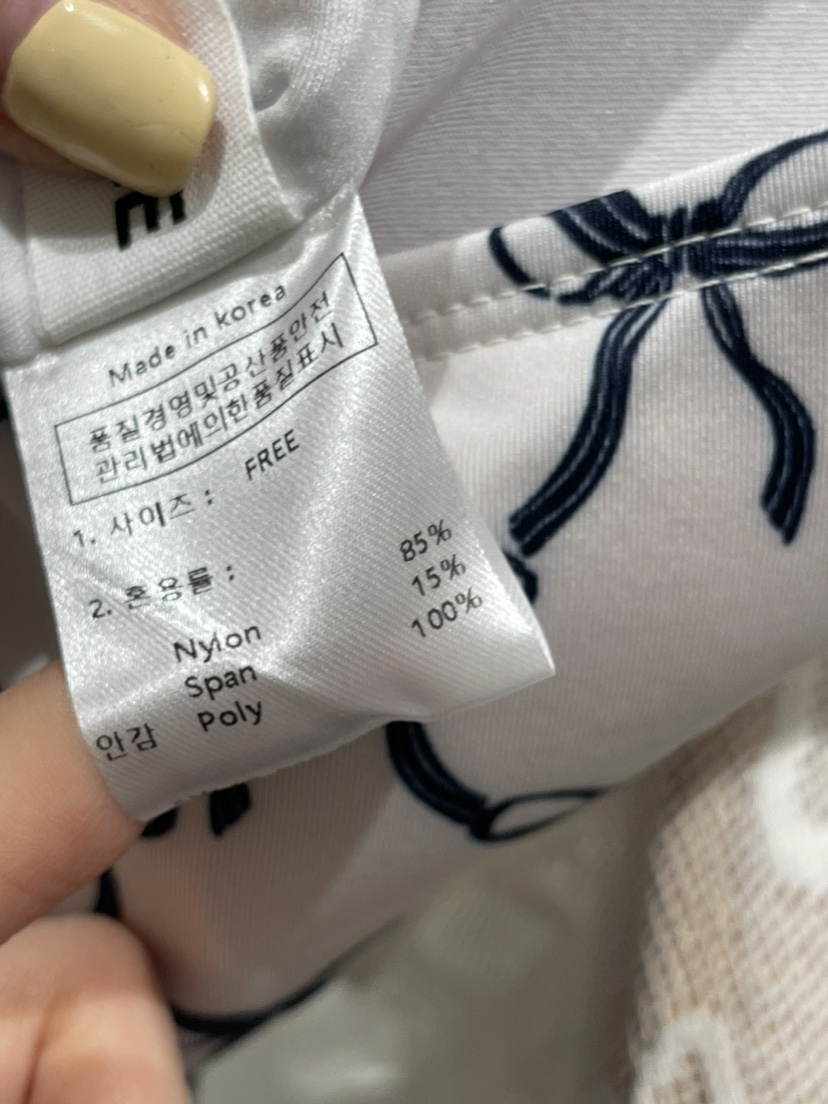 Made in korea
품질경영및공산품안전
관리법에의한품질표시
1. 사이즈 : FREE
2. 혼용률 :
Nylon 85%
Span 15%
안감 Poly 100%